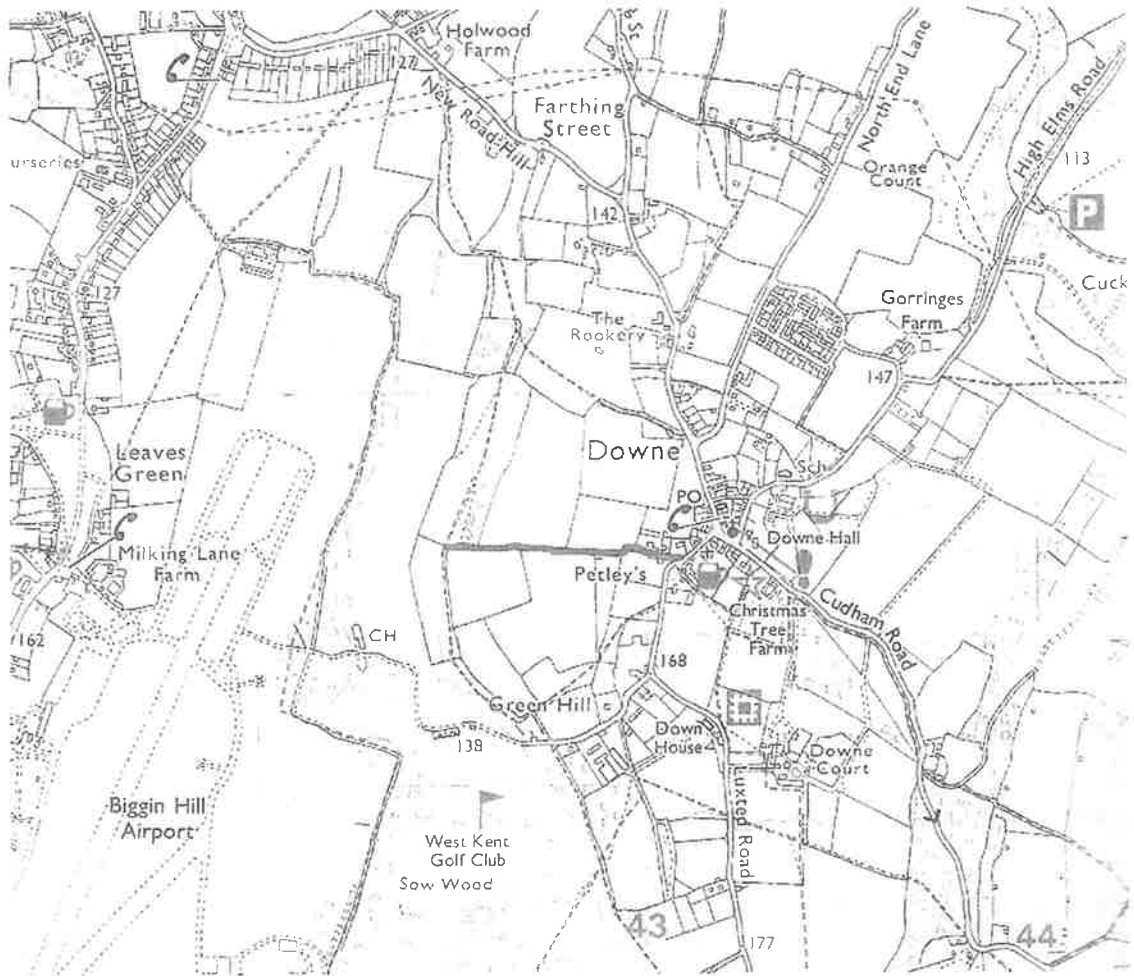 Holwood
Farm
127
New Road Hill
Farthing
Street
St
North End Lane
High Elms Road
Orange
Court
113
P
urseries
142
127
Cuck
Gorringes
Farm
The
Rookery
147
Leaves
Green
Downe
Sch
PO
Downe Hall
Milking Lane
Farm
Petley's
Cudham Road
Christmas
Tree
Farm
162
CH
168
Green Hill
138
Down
House
Downe
Court
Luxted Road
Biggin Hill
Airport
West Kent
Golf Club
Sow Wood
43
177
44